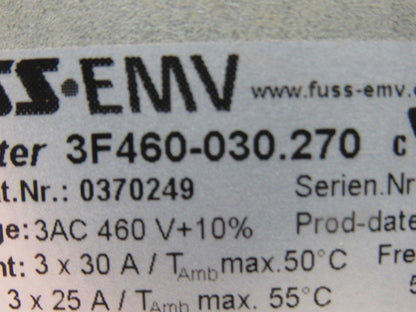 SS·EMV www.fuss-emv.
ter 3F460-030.270 c
t.Nr.: 0370249 Serien.Nr
ge: 3AC 460 V+10% Prod-date
nt: 3 x 30 A / TAmb max. 50°C Fre
3 x 25 A / TAmb max. 55°C 5